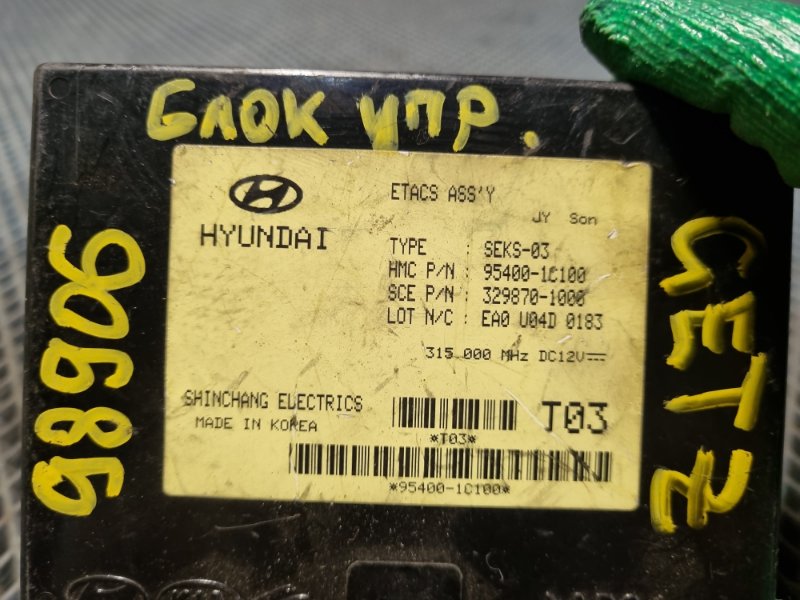 БЛОК УПР.
HYUNDAI
ETACS ASS'Y
JY Son
TYPE : SEKS-03
HMC P/N : 95400-1C100
SCE P/N : 329870-1000
LOT N/C : EA0 U04D 0183
315.000 MHz DC12V
SHINCHANG ELECTRICS
MADE IN KOREA
*T03*
T03
*95400-1C100*
98906
GETZ